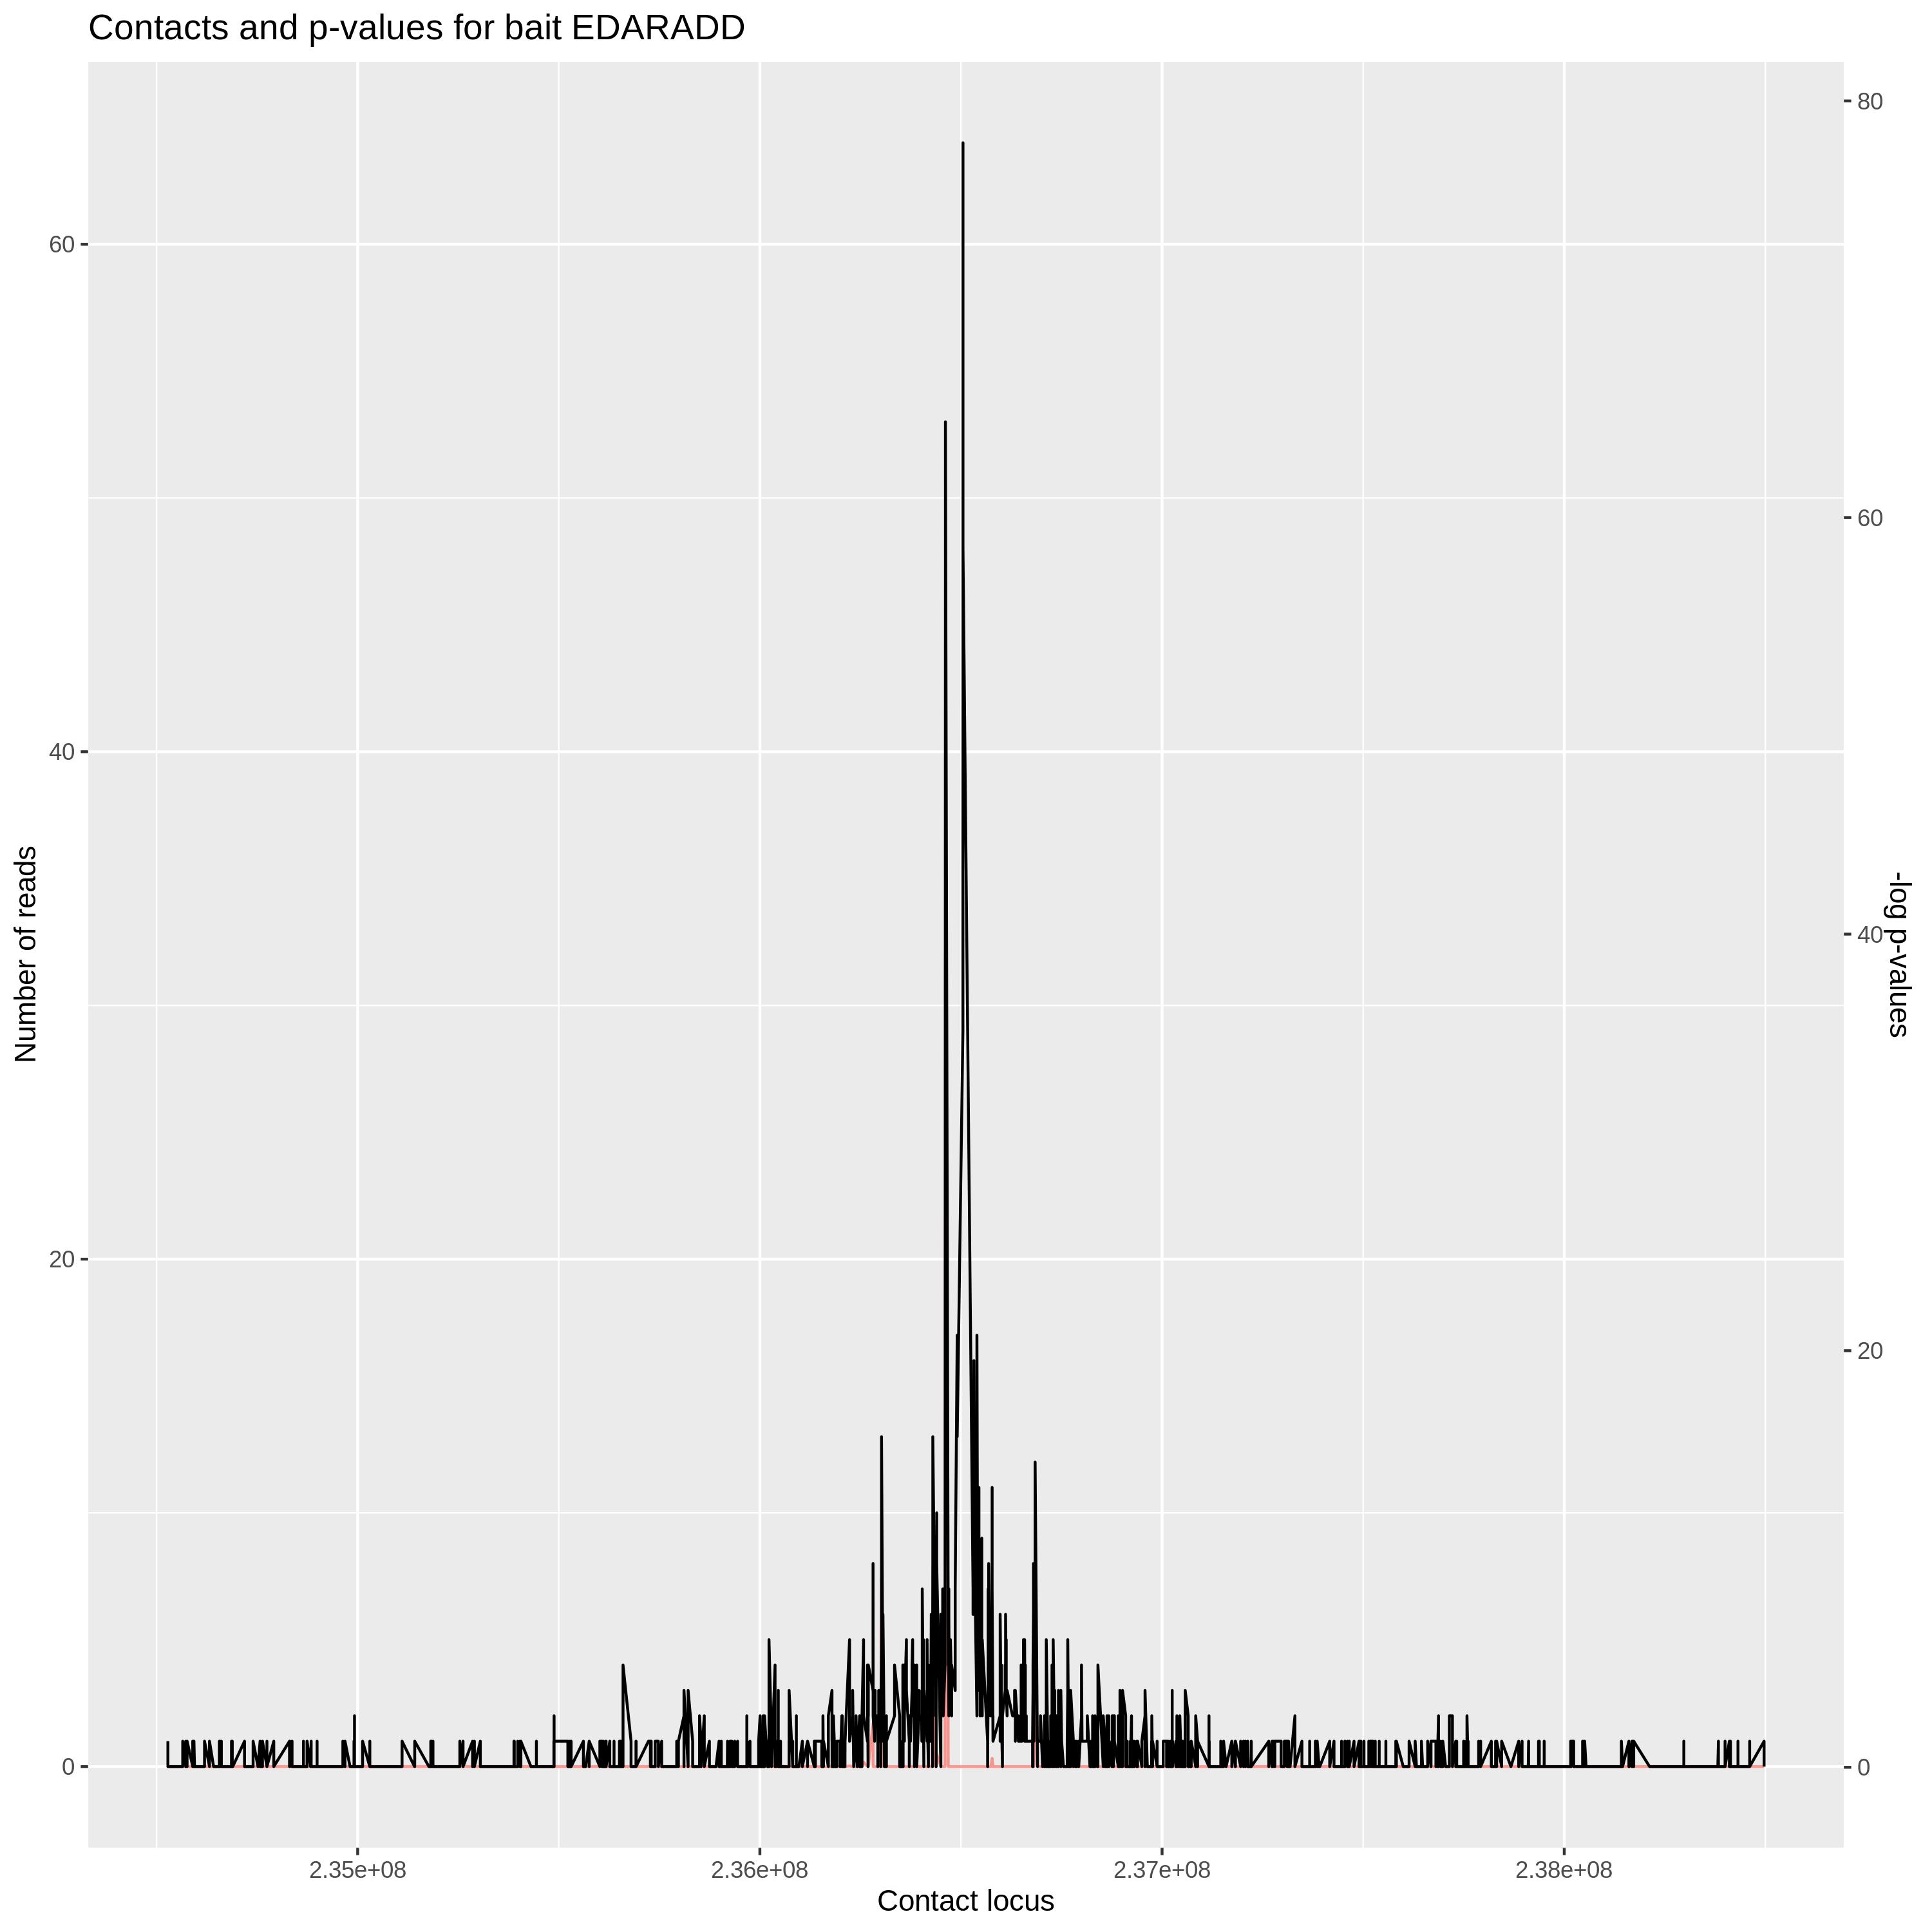 Contacts and p-values for bait EDARADD
80
60
60
40
40
20
20
0
0
Number of reads
-log p-values
2.35e+08 2.36e+08 2.37e+08 2.38e+08
Contact locus